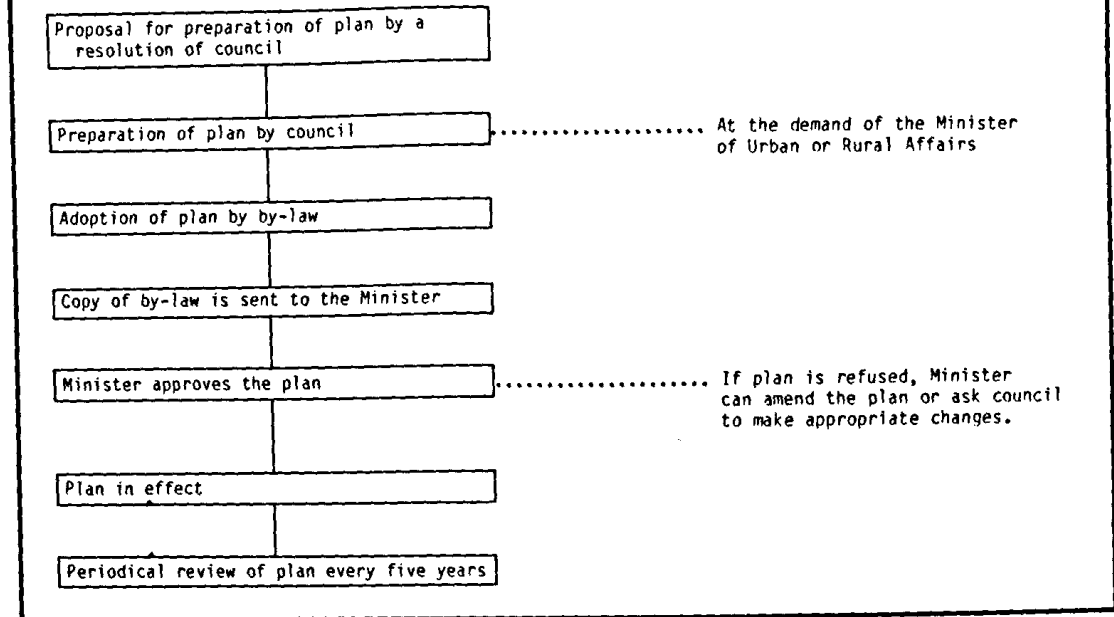 Proposal for preparation of plan by a
resolution of council
Preparation of plan by council
At the demand of the Minister
of Urban or Rural Affairs
Adoption of plan by by-law
Copy of by-law is sent to the Minister
Minister approves the plan
If plan is refused, Minister
can amend the plan or ask council
to make appropriate changes.
Plan in effect
Periodical review of plan every five years